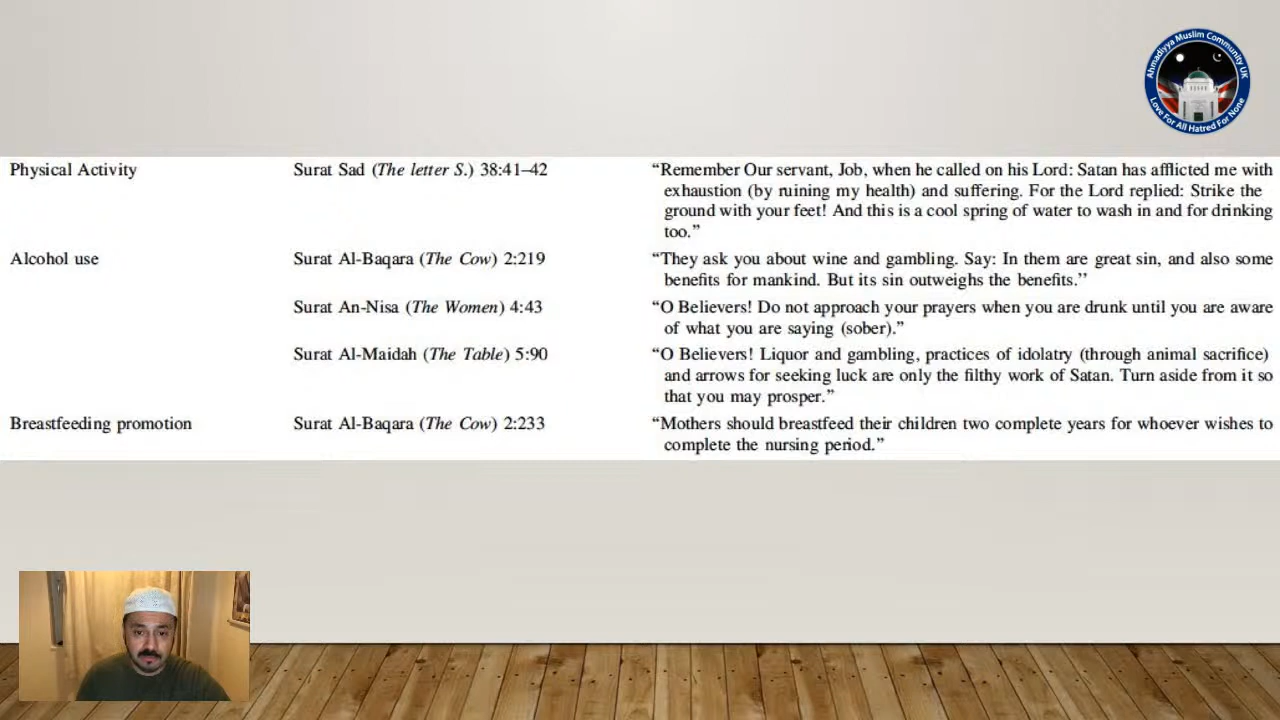 Ahmadiyya Muslim Community UK
Love For All Hatred For None
Physical Activity Surat Sad (The letter S.) 38:41–42 “Remember Our servant, Job, when he called on his Lord: Satan has afflicted me with
exhaustion (by ruining my health) and suffering. For the Lord replied: Strike the
ground with your feet! And this is a cool spring of water to wash in and for drinking
too.”
Alcohol use Surat Al-Baqara (The Cow) 2:219 “They ask you about wine and gambling. Say: In them are great sin, and also some
benefits for mankind. But its sin outweighs the benefits.’’
Surat An-Nisa (The Women) 4:43 “O Believers! Do not approach your prayers when you are drunk until you are aware
of what you are saying (sober).”
Surat Al-Maidah (The Table) 5:90 “O Believers! Liquor and gambling, practices of idolatry (through animal sacrifice)
and arrows for seeking luck are only the filthy work of Satan. Turn aside from it so
that you may prosper.”
Breastfeeding promotion Surat Al-Baqara (The Cow) 2:233 “Mothers should breastfeed their children two complete years for whoever wishes to
complete the nursing period.”